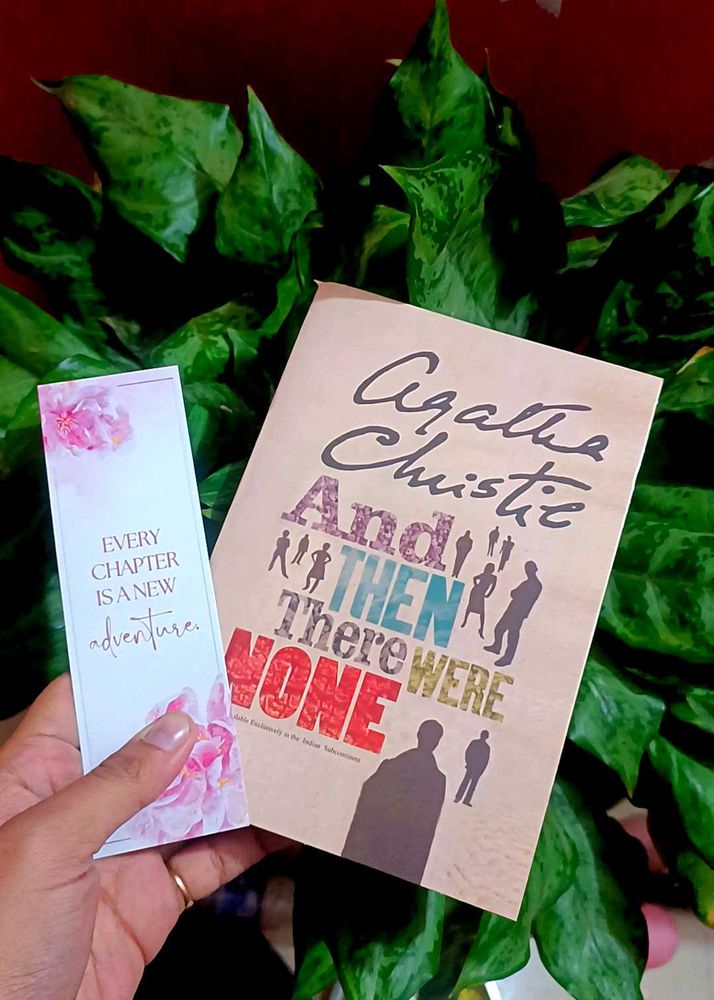 EVERY
CHAPTER
IS A NEW
adventure.
Agatha
Christie
And
THEN
There WERE
NONE
Exclusively in the Indian Subcontinent